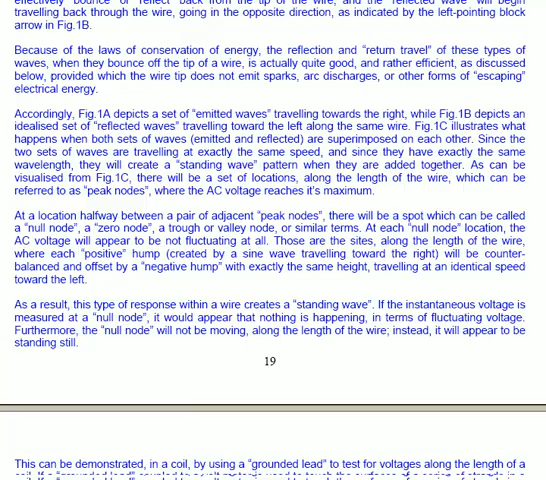 effectively "bounce" or "reflect" back from the tip of the wire, and the "reflected wave" will begin
travelling back through the wire, going in the opposite direction, as indicated by the left-pointing block
arrow in Fig.1B.
Because of the laws of conservation of energy, the reflection and "return travel" of these types of
waves, when they bounce off the tip of a wire, is actually quite good, and rather efficient, as discussed
below, provided which the wire tip does not emit sparks, arc discharges, or other forms of "escaping"
electrical energy.
Accordingly, Fig.1A depicts a set of "emitted waves" travelling towards the right, while Fig.1B depicts an
idealised set of "reflected waves" travelling toward the left along the same wire. Fig.1C illustrates what
happens when both sets of waves (emitted and reflected) are superimposed on each other. Since the
two sets of waves are travelling at exactly the same speed, and since they have exactly the same
wavelength, they will create a "standing wave" pattern when they are added together. As can be
visualised from Fig.1C, there will be a set of locations, along the length of the wire, which can be
referred to as "peak nodes", where the AC voltage reaches it's maximum.
At a location halfway between a pair of adjacent "peak nodes", there will be a spot which can be called
a "null node", a "zero node", a trough or valley node, or similar terms. At each "null node" location, the
AC voltage will appear to be not fluctuating at all. Those are the sites, along the length of the wire,
where each "positive" hump (created by a sine wave travelling toward the right) will be counter-
balanced and offset by a "negative hump" with exactly the same height, travelling at an identical speed
toward the left.
As a result, this type of response within a wire creates a "standing wave". If the instantaneous voltage is
measured at a "null node", it would appear that nothing is happening, in terms of fluctuating voltage.
Furthermore, the "null node" will not be moving, along the length of the wire; instead, it will appear to be
standing still.
19
This can be demonstrated, in a coil, by using a "grounded lead" to test for voltages along the length of a